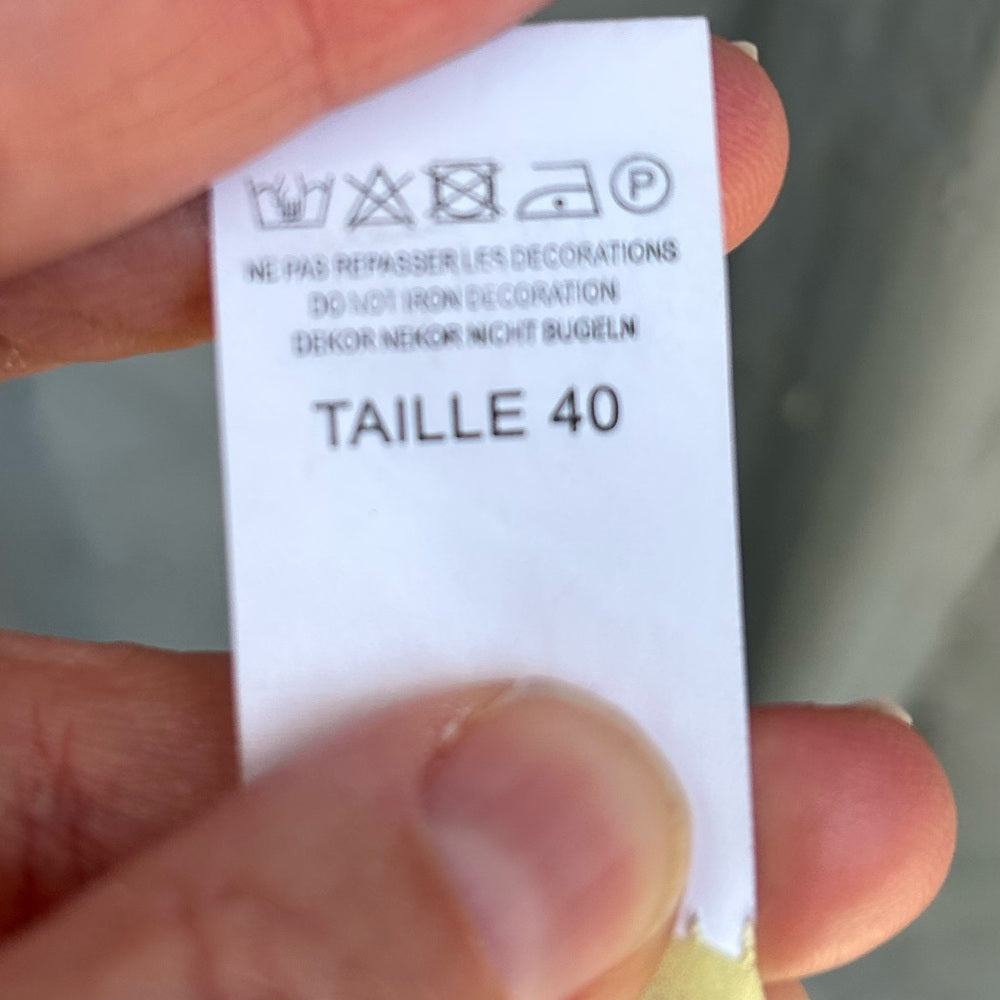 P
NE PAS REPASSER LES DECORATIONS
DO NOT IRON DECORATION
DEKOR NEKOR NICHT BUGELN
TAILLE 40